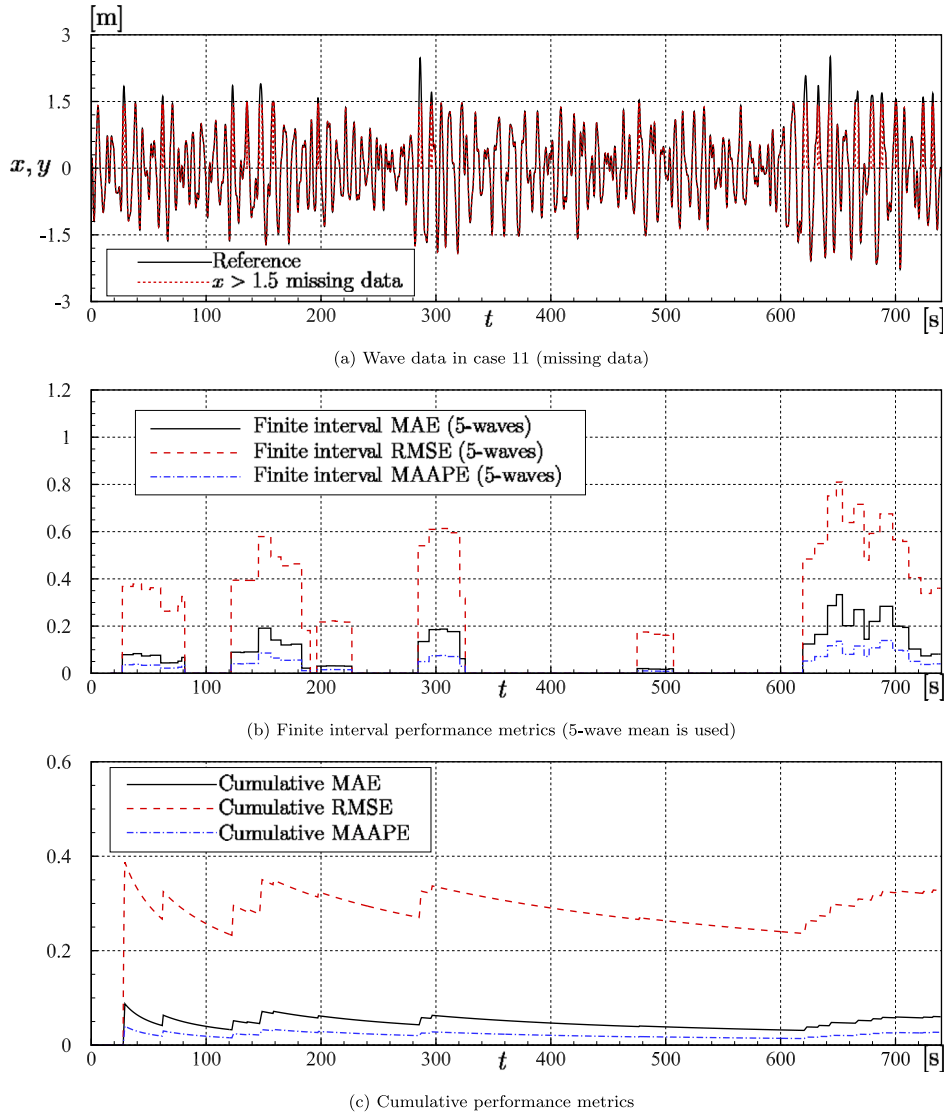 [m]
3
1.5
x, y 0
-1.5
Reference
x > 1.5 missing data
-3
0 100 200 300 t 400 500 600 700 [s]
(a) Wave data in case 11 (missing data)
1.2
Finite interval MAE (5-waves)
1
Finite interval RMSE (5-waves)
Finite interval MAAPE (5-waves)
0.8
0.6
0.4
0.2
0
0 100 200 300 t 400 500 600 700 [s]
(b) Finite interval performance metrics (5-wave mean is used)
0.6
Cumulative MAE
Cumulative RMSE
Cumulative MAAPE
0.4
0.2
0
0 100 200 300 t 400 500 600 700 [s]
(c) Cumulative performance metrics